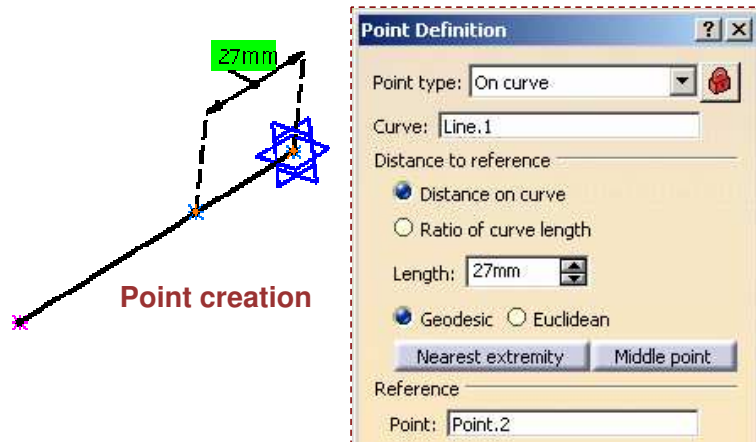 27mm
Point creation
Point Definition ? X
Point type: On curve
Curve: Line.1
Distance to reference
Distance on curve
Ratio of curve length
Length: 27mm
Geodesic Euclidean
Nearest extremity Middle point
Reference
Point: Point.2